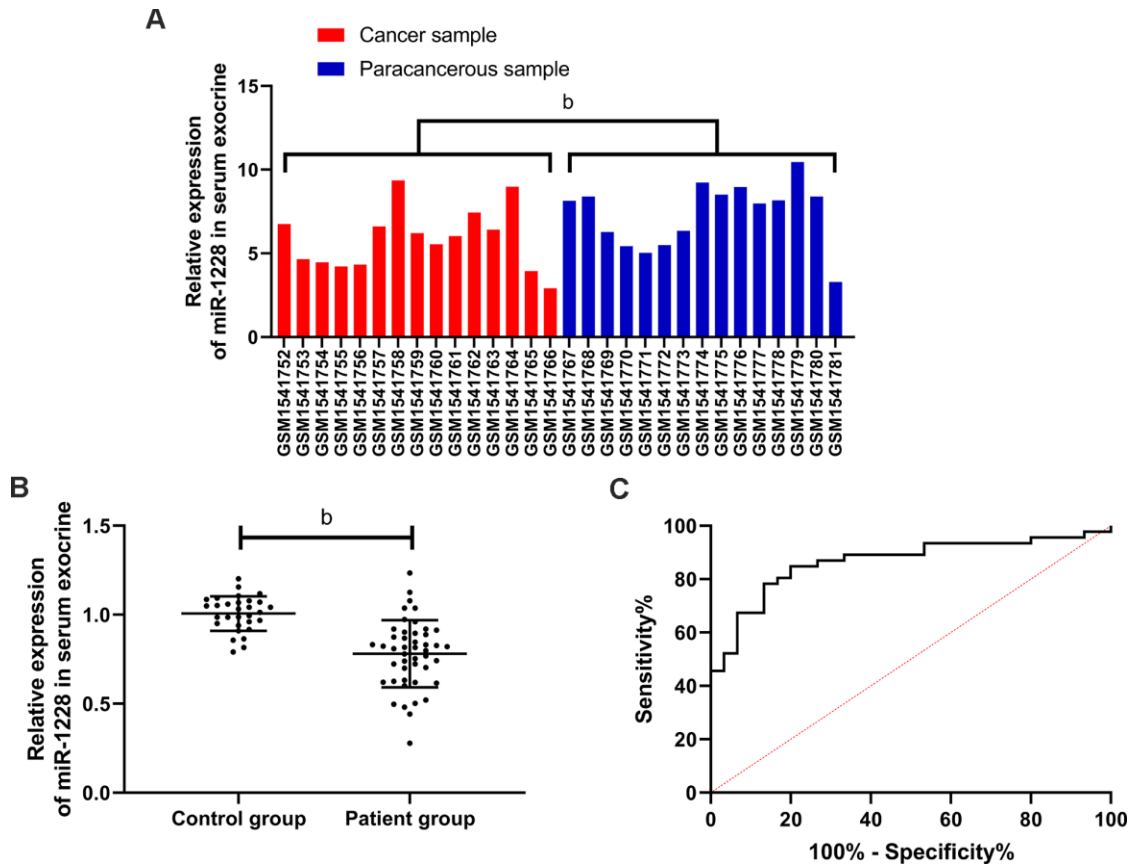 A
Cancer sample
Paracancerous sample
Relative expression
of miR-1228 in serum exocrine
15
10
5
0
b
GSM1541752
GSM1541753
GSM1541754
GSM1541755
GSM1541756
GSM1541757
GSM1541758
GSM1541759
GSM1541760
GSM1541761
GSM1541762
GSM1541763
GSM1541764
GSM1541765
GSM1541766
GSM1541767
GSM1541768
GSM1541769
GSM1541770
GSM1541771
GSM1541772
GSM1541773
GSM1541774
GSM1541775
GSM1541776
GSM1541777
GSM1541778
GSM1541779
GSM1541780
GSM1541781
B
Relative expression
of miR-1228 in serum exocrine
1.5
1.0
0.5
0.0
b
Control group
Patient group
C
Sensitivity%
100
80
60
40
20
0
0
20
40
60
80
100
100% - Specificity%